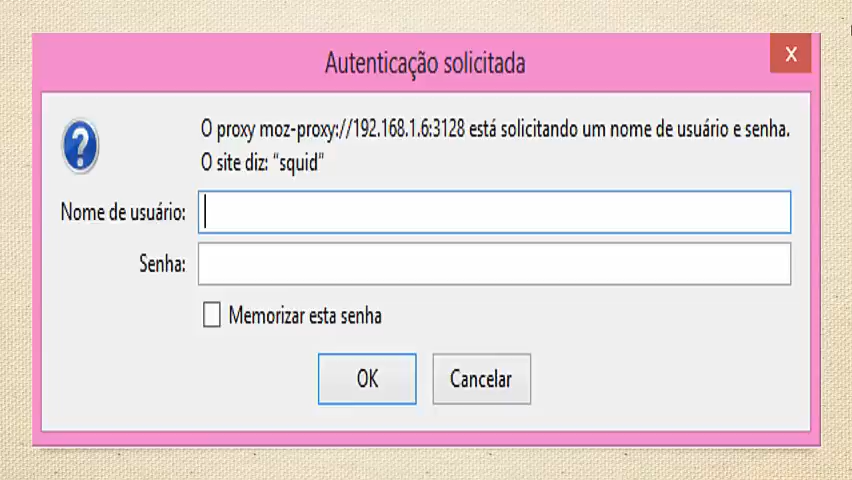 Autenticação solicitada
x
O proxy moz-proxy://192.168.1.6:3128 está solicitando um nome de usuário e senha.
O site diz: "squid"
Nome de usuário:
Senha:
Memorizar esta senha
OK Cancelar